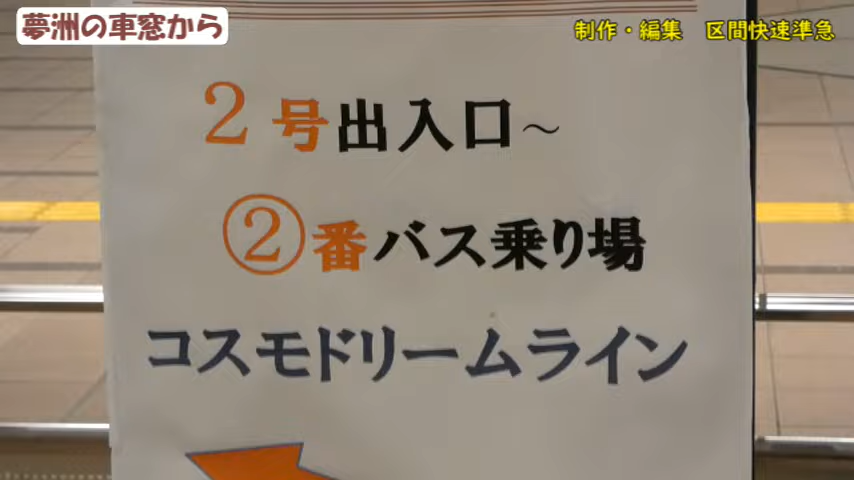 夢洲の車窓から
制作・編集 区間快速準急
2号出入口～
②番バス乗り場
コスモドリームライン